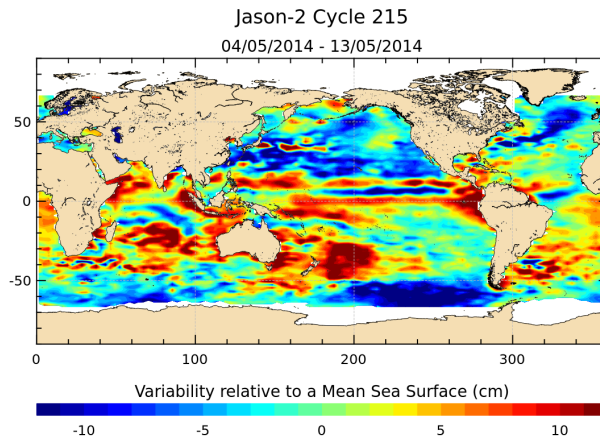 Jason-2 Cycle 215
04/05/2014 - 13/05/2014
50
0
-50
0 100 200 300
Variability relative to a Mean Sea Surface (cm)
-10 -5 0 5 10